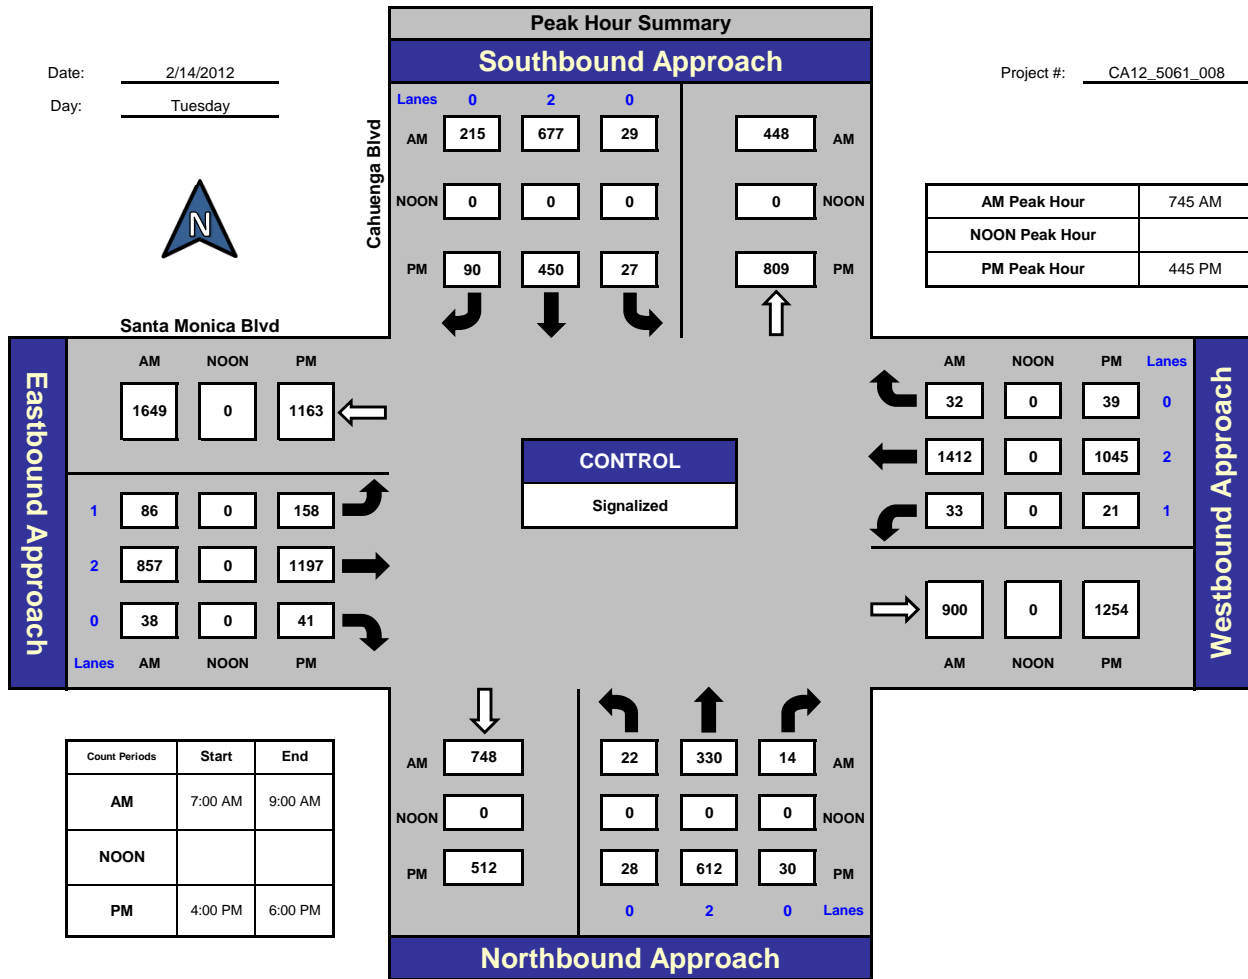 Peak Hour Summary
Southbound Approach
Date: 2/14/2012
Day: Tuesday
Project #: CA12_5061_008
Cahuenga Blvd
Lanes 0 2 0
AM 215 677 29 448 AM
NOON 0 0 0 0 NOON
PM 90 450 27 809 PM
N
AM Peak Hour 745 AM
NOON Peak Hour
PM Peak Hour 445 PM
Santa Monica Blvd
Eastbound Approach
AM NOON PM
1649 0 1163
1 86 0 158
2 857 0 1197
0 38 0 41
Lanes AM NOON PM
CONTROL
Signalized
Westbound Approach
AM NOON PM Lanes
32 0 39 0
1412 0 1045 2
33 0 21 1
900 0 1254
AM NOON PM
Count Periods Start End
AM 7:00 AM 9:00 AM
NOON
PM 4:00 PM 6:00 PM
AM 748 22 330 14 AM
NOON 0 0 0 0 NOON
PM 512 28 612 30 PM
0 2 0 Lanes
Northbound Approach